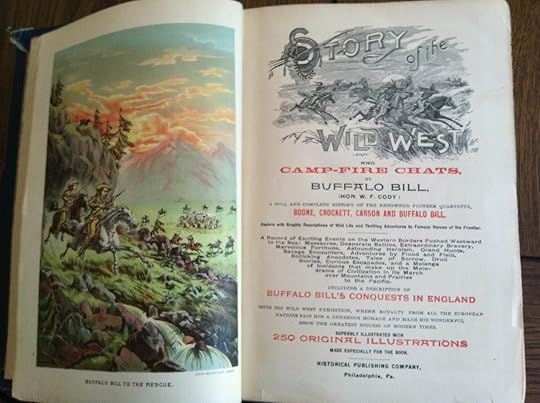 BUFFALO BILL TO THE RESCUE.
STORY
of the
WILD WEST
AND
CAMP-FIRE CHATS,
BY
BUFFALO BILL,
(HON. W. F. CODY)
A FULL AND COMPLETE HISTORY OF THE RENOWNED PIONEER QUARTETTE,
BOONE, CROCKETT, CARSON AND BUFFALO BILL.
Replete with Graphic Descriptions of Wild Life and Thrilling Adventures by Famous Heroes of the Frontier.
A Record of Exciting Events on the Western Borders Pushed Westward
to the Sea: Massacres, Desperate Battles, Extraordinary Bravery,
Marvelous Fortitude, Astounding Heroism, Grand Hunts,
Savage Encounters, Adventures by Flood and Field,
Rollicking Anecdotes, Tales of Sorrow, Droll
Stories, Curious Escapades, and a Melange
of Incidents that make up the Melo-
drama of Civilization in its March
over Mountains and Prairies
to the Pacific.
INCLUDING A DESCRIPTION OF
BUFFALO BILL'S CONQUESTS IN ENGLAND
WITH HIS WILD WEST EXHIBITION, WHERE ROYALTY FROM ALL THE EUROPEAN
NATIONS PAID HIM A GENEROUS HOMAGE AND MADE HIS WONDERFUL
SHOW THE GREATEST SUCCESS OF MODERN TIMES.
SUPERBLY ILLUSTRATED WITH
250 ORIGINAL ILLUSTRATIONS
MADE ESPECIALLY FOR THE BOOK.
HISTORICAL PUBLISHING COMPANY,
Philadelphia, Pa.